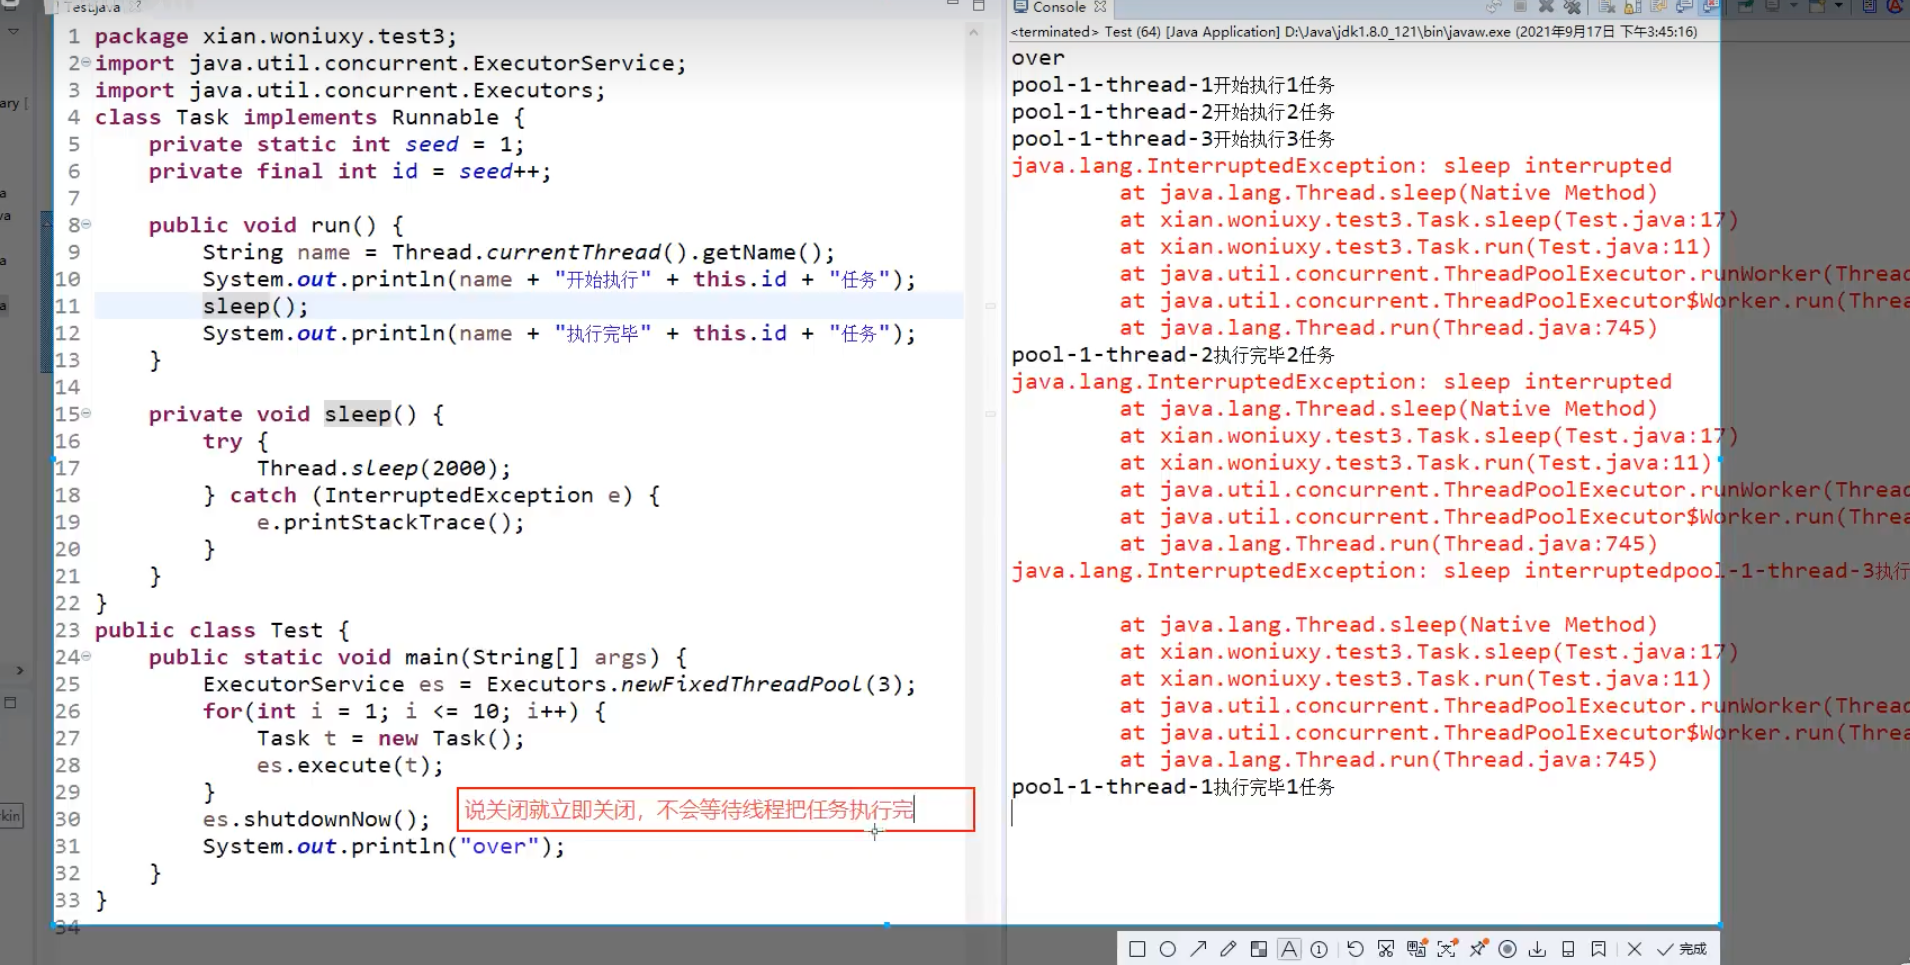 Test.java
1 package xian.woniuxy.test3;
2 import java.util.concurrent.ExecutorService;
3 import java.util.concurrent.Executors;
4 class Task implements Runnable {
5 private static int seed = 1;
6 private final int id = seed++;
7
8 public void run() {
9 String name = Thread.currentThread().getName();
10 System.out.println(name + "开始执行" + this.id + "任务");
11 sleep();
12 System.out.println(name + "执行完毕" + this.id + "任务");
13 }
14
15 private void sleep() {
16 try {
17 Thread.sleep(2000);
18 } catch (InterruptedException e) {
19 e.printStackTrace();
20 }
21 }
22 }
23 public class Test {
24 public static void main(String[] args) {
25 ExecutorService es = Executors.newFixedThreadPool(3);
26 for(int i = 1; i <= 10; i++) {
27 Task t = new Task();
28 es.execute(t);
29 }
30 es.shutdownNow();
说关闭就立即关闭，不会等待线程把任务执行完
31 System.out.println("over");
32 }
33 }
34
ary [
a
va
a
a
kin
Console
<terminated> Test (64) [Java Application] D:\Java\jdk1.8.0_121\bin\javaw.exe (2021年9月17日 下午3:45:16)
over
pool-1-thread-1开始执行1任务
pool-1-thread-2开始执行2任务
pool-1-thread-3开始执行3任务
java.lang.InterruptedException: sleep interrupted
at java.lang.Thread.sleep(Native Method)
at xian.woniuxy.test3.Task.sleep(Test.java:17)
at xian.woniuxy.test3.Task.run(Test.java:11)
at java.util.concurrent.ThreadPoolExecutor.runWorker(Thread
at java.util.concurrent.ThreadPoolExecutor$Worker.run(Thre
at java.lang.Thread.run(Thread.java:745)
pool-1-thread-2执行完毕2任务
java.lang.InterruptedException: sleep interrupted
at java.lang.Thread.sleep(Native Method)
at xian.woniuxy.test3.Task.sleep(Test.java:17)
at xian.woniuxy.test3.Task.run(Test.java:11)
at java.util.concurrent.ThreadPoolExecutor.runWorker(Thread
at java.util.concurrent.ThreadPoolExecutor$Worker.run(Thre
at java.lang.Thread.run(Thread.java:745)
java.lang.InterruptedException: sleep interruptedpool-1-thread-3执行
at java.lang.Thread.sleep(Native Method)
at xian.woniuxy.test3.Task.sleep(Test.java:17)
at xian.woniuxy.test3.Task.run(Test.java:11)
at java.util.concurrent.ThreadPoolExecutor.runWorker(Thread
at java.util.concurrent.ThreadPoolExecutor$Worker.run(Thre
at java.lang.Thread.run(Thread.java:745)
pool-1-thread-1执行完毕1任务
完成